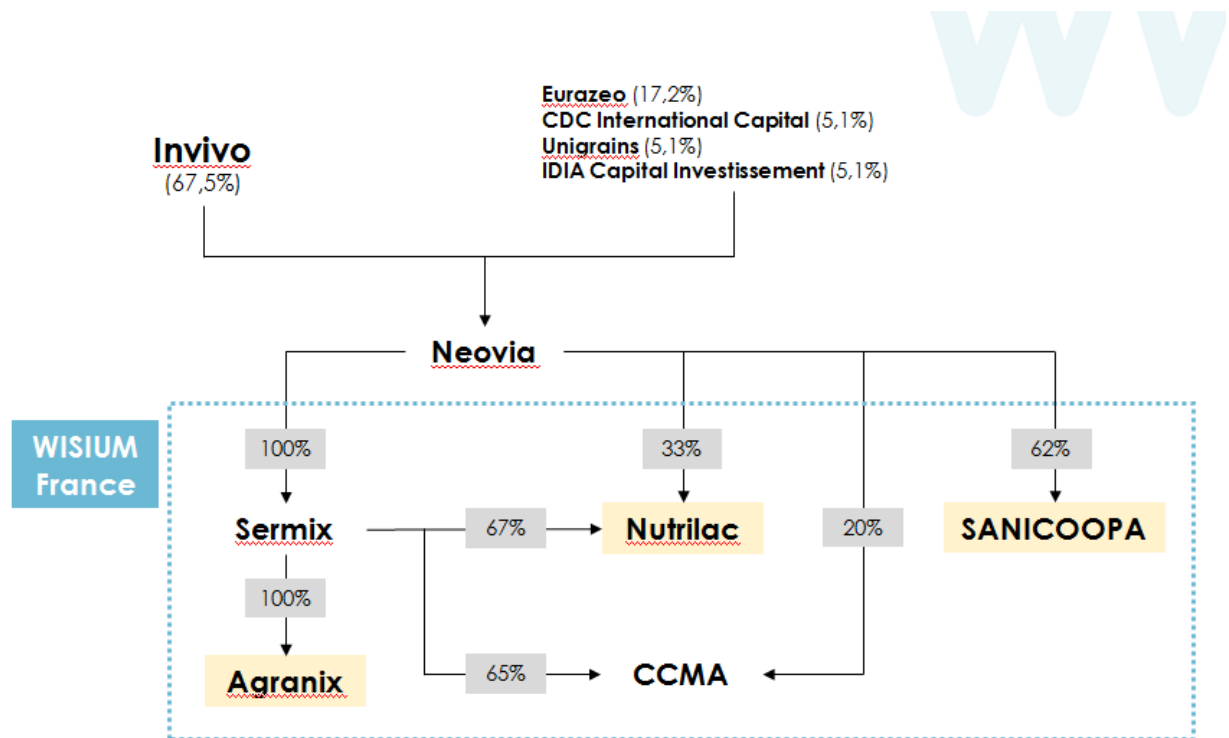 Eurazeo (17,2%)
CDC International Capital (5,1%)
Unigrains (5,1%)
IDIA Capital Investissement (5,1%)
Invivo
(67,5%)
Neovia
WISIUM
France
100%
33%
62%
Sermix
67%
Nutrilac
20%
SANICOOPA
100%
Agranix
65%
CCMA